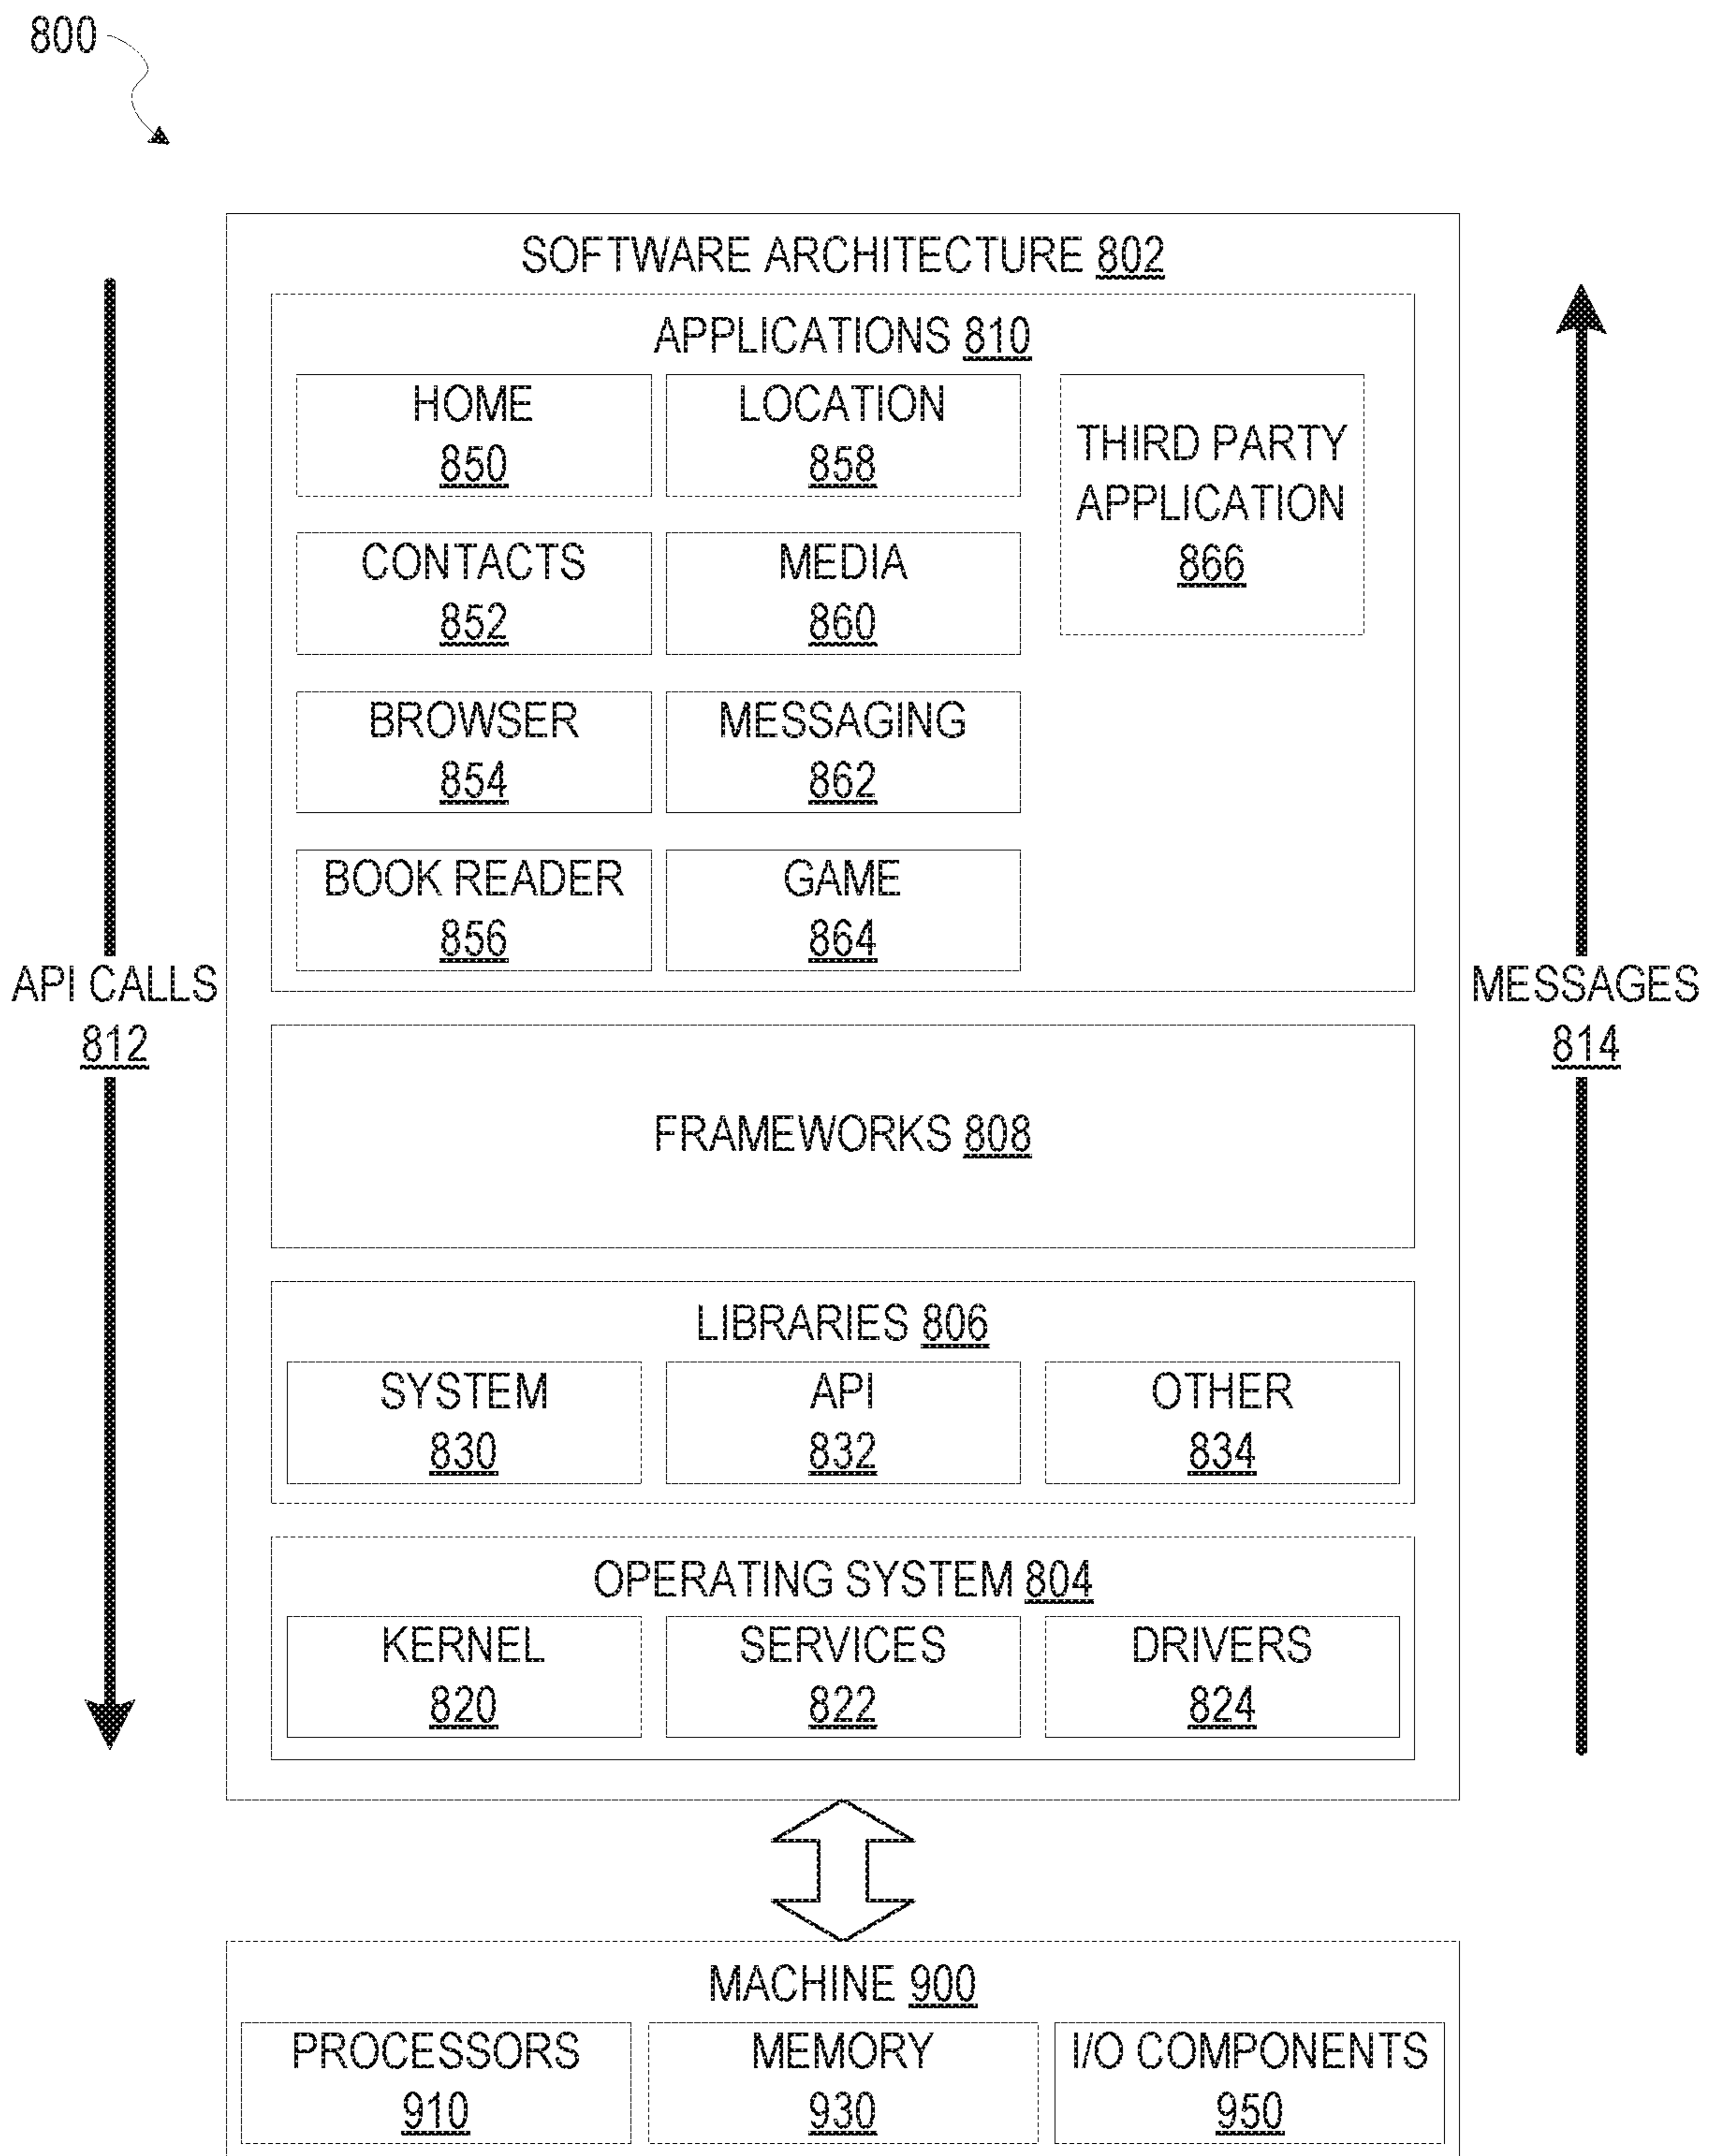 800
SOFTWARE ARCHITECTURE 802
APPLICATIONS 810
HOME
850
LOCATION
858
THIRD PARTY
APPLICATION
866
CONTACTS
852
MEDIA
860
BROWSER
854
MESSAGING
862
BOOK READER
856
GAME
864
API CALLS
812
MESSAGES
814
FRAMEWORKS 808
LIBRARIES 806
SYSTEM
830
API
832
OTHER
834
OPERATING SYSTEM 804
KERNEL
820
SERVICES
822
DRIVERS
824
MACHINE 900
PROCESSORS
910
MEMORY
930
I/O COMPONENTS
950